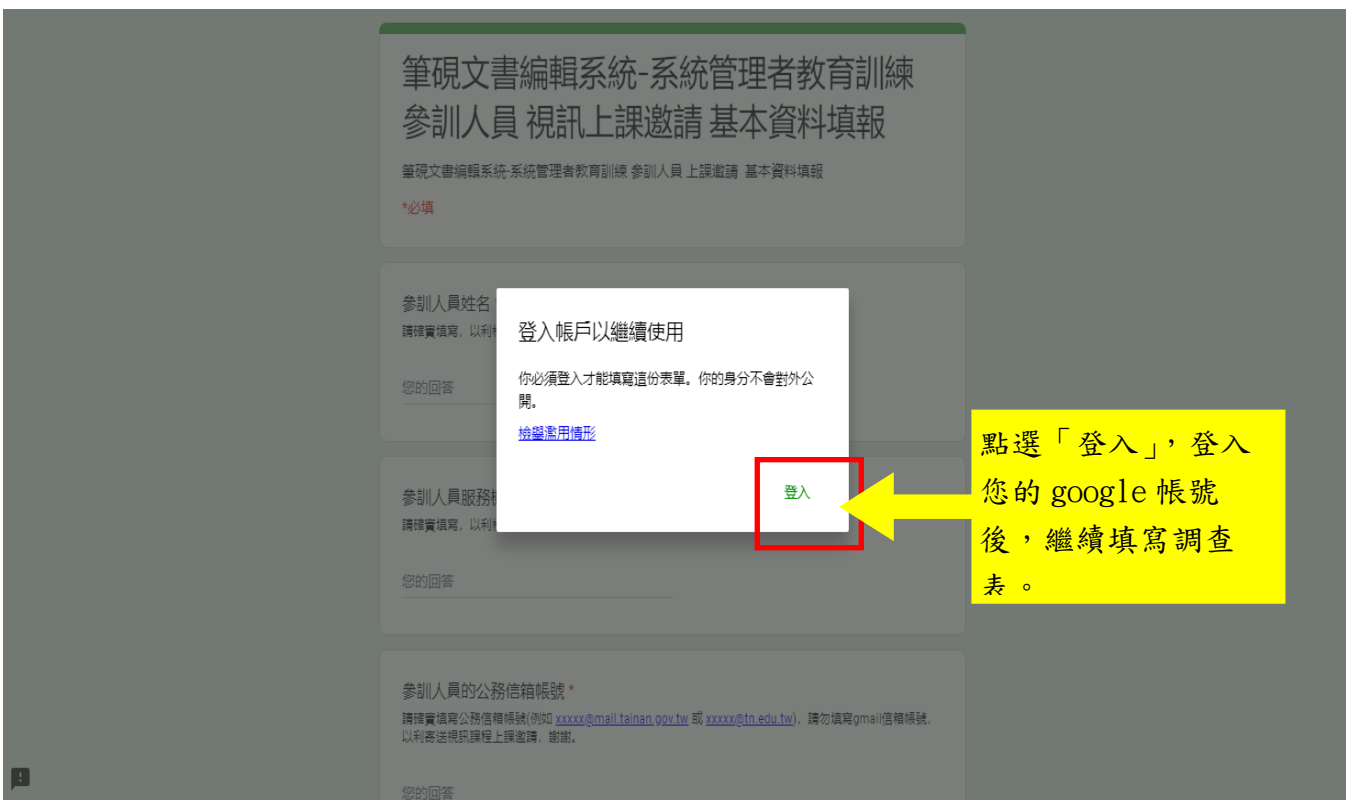 筆硯文書編輯系統-系統管理者教育訓練
參訓人員 視訊上課邀請 基本資料填報
筆硯文書編輯系統-系統管理者教育訓練 參訓人員 上課邀請 基本資料填報
*必填
參訓人員姓名
請確實填寫，以利
您的回答
登入帳戶以繼續使用
你必須登入才能填寫這份表單。你的身分不會對外公
開。
檢舉濫用情形
登入
點選「登入」，登入
您的 google 帳號
後，繼續填寫調查
表。
參訓人員服務
請確實填寫，以利
您的回答
參訓人員的公務信箱帳號 *
請確實填寫公務信箱帳號(例如 xxxxx@mail.tainan.gov.tw 或 xxxxx@tn.edu.tw)，請勿填寫gmail信箱帳號，
以利寄送視訊課程上課邀請，謝謝。
您的回答